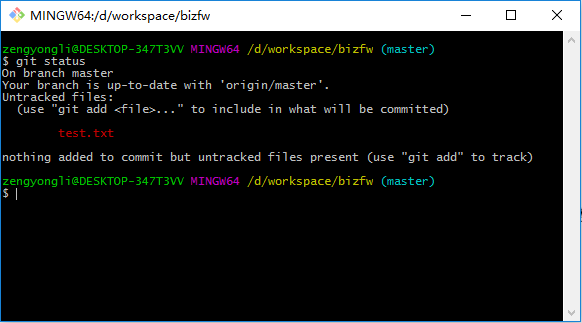 MINGW64:/d/workspace/bizfw
zengyongli@DESKTOP-347T3VV MINGW64 /d/workspace/bizfw (master)
$ git status
On branch master
Your branch is up-to-date with 'origin/master'.
Untracked files:
  (use "git add <file>..." to include in what will be committed)

        test.txt

nothing added to commit but untracked files present (use "git add" to track)

zengyongli@DESKTOP-347T3VV MINGW64 /d/workspace/bizfw (master)
$